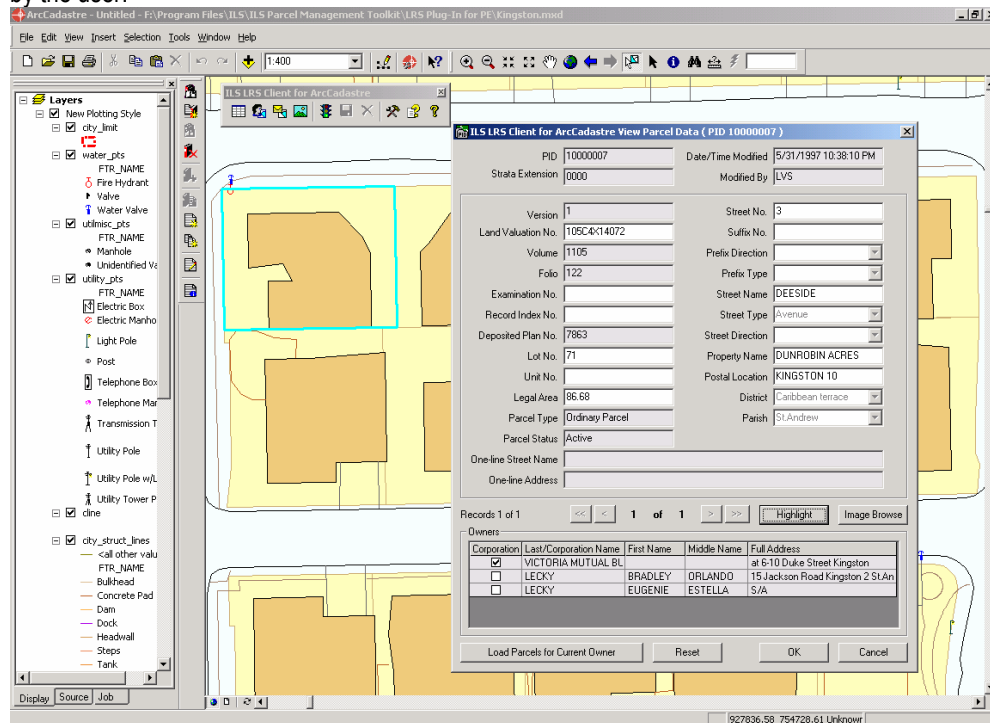 by the user.
ArcCadastre - Untitled - F:\Program Files\ILS\ILS Parcel Management Toolkit\LRS Plug-In for PE\Kingston.mxd
File Edit View Insert Selection Tools Window Help
1:400
Layers
New Plotting Style
city_limit
water_pts
FTR_NAME
Fire Hydrant
Valve
Water Valve
utilmisc_pts
FTR_NAME
Manhole
Unidentified Va
utility_pts
FTR_NAME
Electric Box
Electric Manho
Light Pole
Post
Telephone Box
Telephone Mar
Transmission T
Utility Pole
Utility Pole w/L
Utility Tower P
cline
city_struct_lines
<all other valu
FTR_NAME
Bulkhead
Concrete Pad
Dam
Dock
Headwall
Steps
Tank
Display Source Job
ILS LRS Client for ArcCadastre
ILS LRS Client for ArcCadastre View Parcel Data ( PID 10000007 )
PID 10000007 Date/Time Modified 5/31/1997 10:38:10 PM
Strata Extension 0000 Modified By LVS
Version 1 Street No. 3
Land Valuation No. 105C4X14072 Suffix No.
Volume 1105 Prefix Direction
Folio 122 Prefix Type
Examination No. Street Name DEESIDE
Record Index No. Street Type Avenue
Deposited Plan No. 7863 Street Direction
Lot No. 71 Property Name DUNROBIN ACRES
Unit No. Postal Location KINGSTON 10
Legal Area 86.68 District Caribbean terrace
Parcel Type Ordinary Parcel Parish St.Andrew
Parcel Status Active
One-line Street Name
One-line Address
Records 1 of 1 << < 1 of 1 > >> Highlight Image Browse
Owners
Corporation Last/Corporation Name First Name Middle Name Full Address
VICTORIA MUTUAL BL at 6-10 Duke Street Kingston
LECKY BRADLEY ORLANDO 15 Jackson Road Kingston 2 St.An
LECKY EUGENIE ESTELLA S/A
Load Parcels for Current Owner Reset OK Cancel
927836.58 754728.61 Unknowr